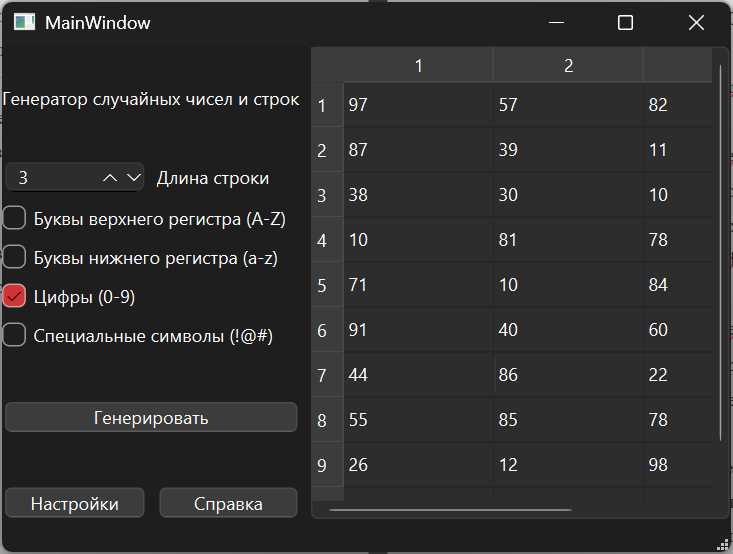 MainWindow
Генератор случайных чисел и строк
3 Длина строки
Буквы верхнего регистра (A-Z)
Буквы нижнего регистра (a-z)
Цифры (0-9)
Специальные символы (!@#)
Генерировать
Настройки Справка
1 2
1 97 57 82
2 87 39 11
3 38 30 10
4 10 81 78
5 71 10 84
6 91 40 60
7 44 86 22
8 55 85 78
9 26 12 98